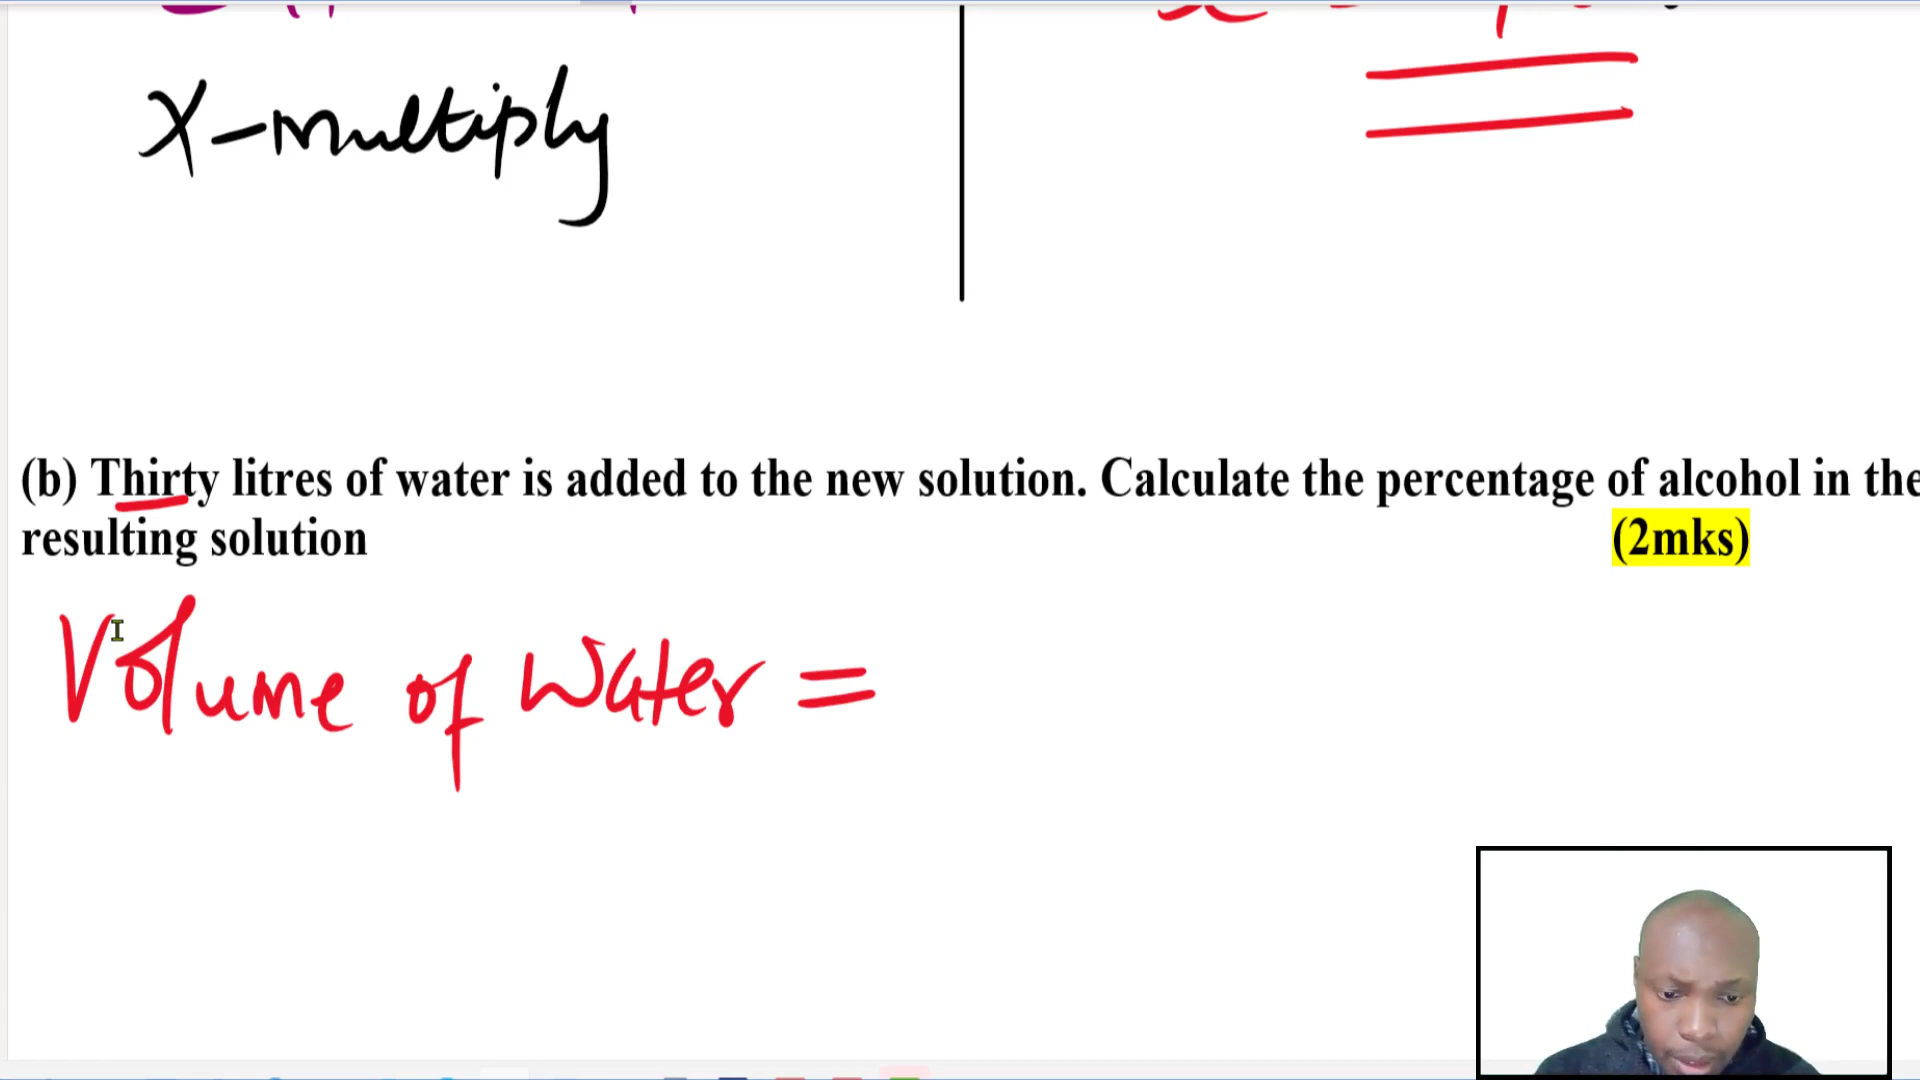 X-multiply
(b) Thirty litres of water is added to the new solution. Calculate the percentage of alcohol in the
resulting solution (2mks)
Volume of Water =